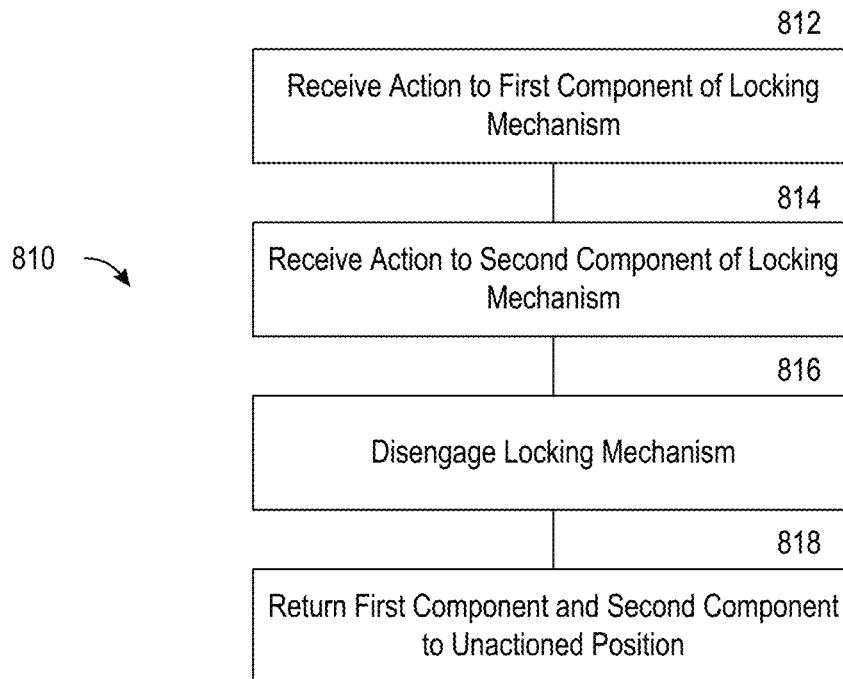 812
Receive Action to First Component of Locking
Mechanism
814
810
Receive Action to Second Component of Locking
Mechanism
816
Disengage Locking Mechanism
818
Return First Component and Second Component
to Unactioned Position